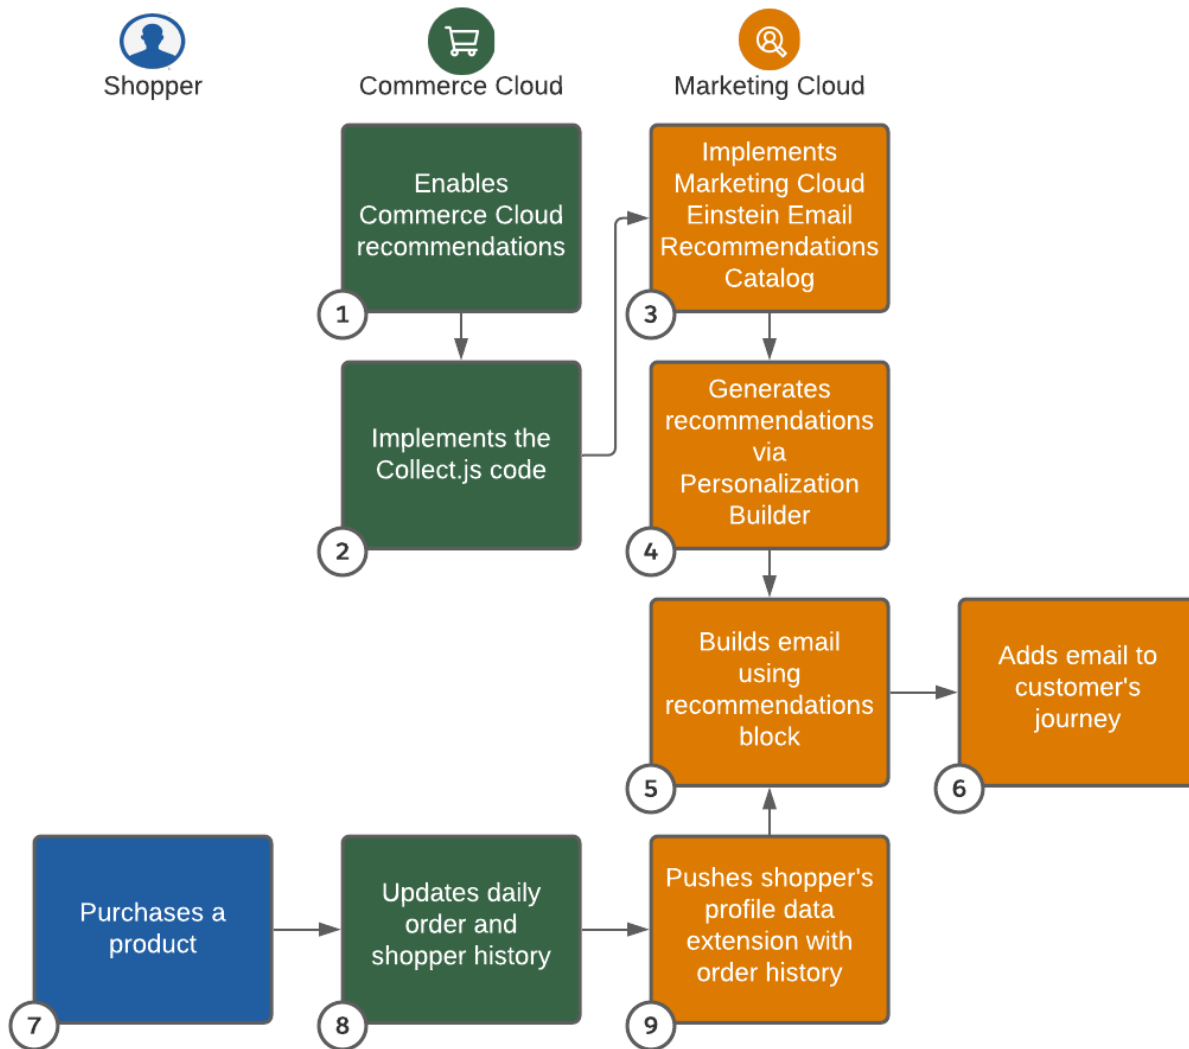 Shopper
Commerce Cloud
Marketing Cloud
Enables
Commerce Cloud
recommendations
1
Implements
Marketing Cloud
Einstein Email
Recommendations
Catalog
3
Implements the
Collect.js code
2
Generates
recommendations
via
Personalization
Builder
4
Builds email
using
recommendations
block
5
Adds email to
customer's
journey
6
Purchases a
product
7
Updates daily
order and
shopper history
8
Pushes shopper's
profile data
extension with
order history
9